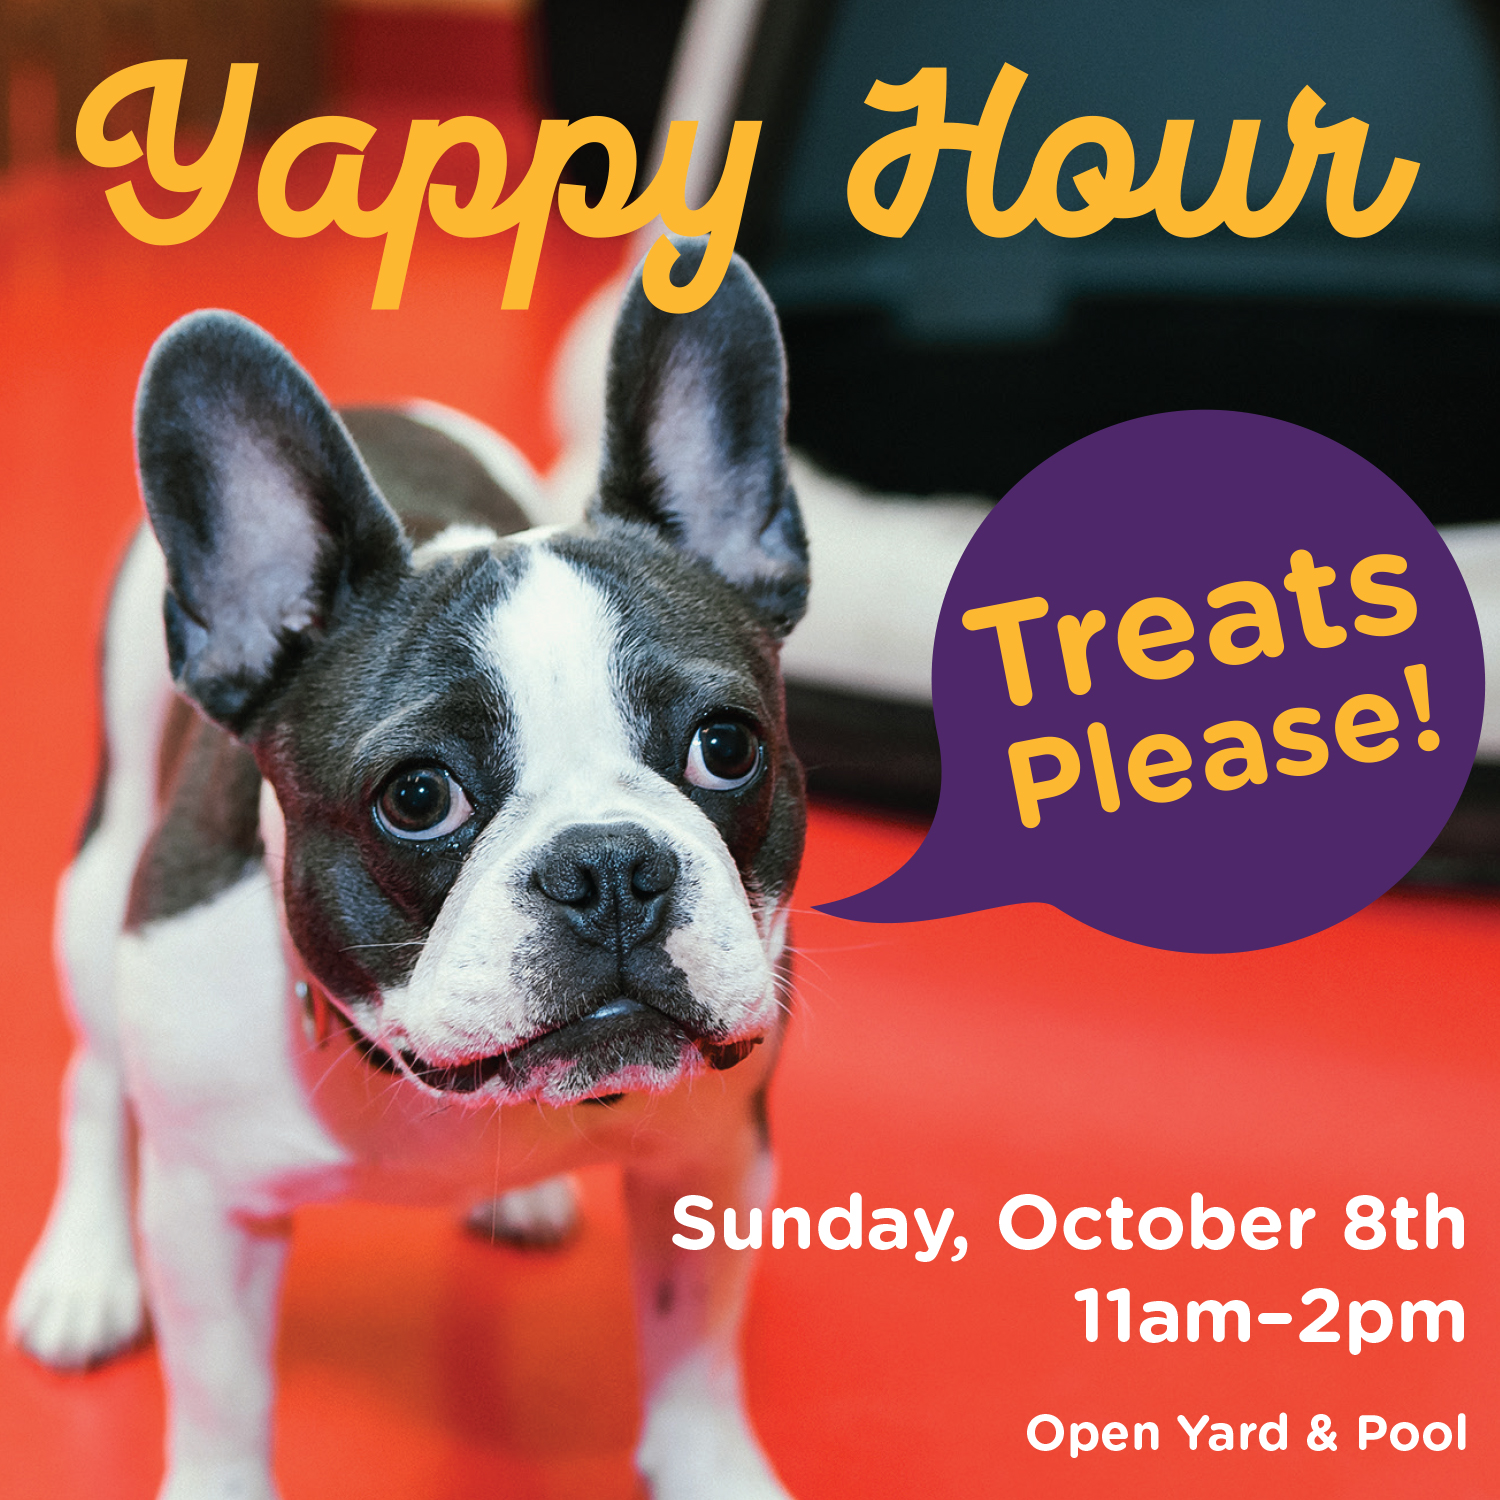 Yappy Hour
Treats
Please!
Sunday, October 8th
11am–2pm
Open Yard & Pool